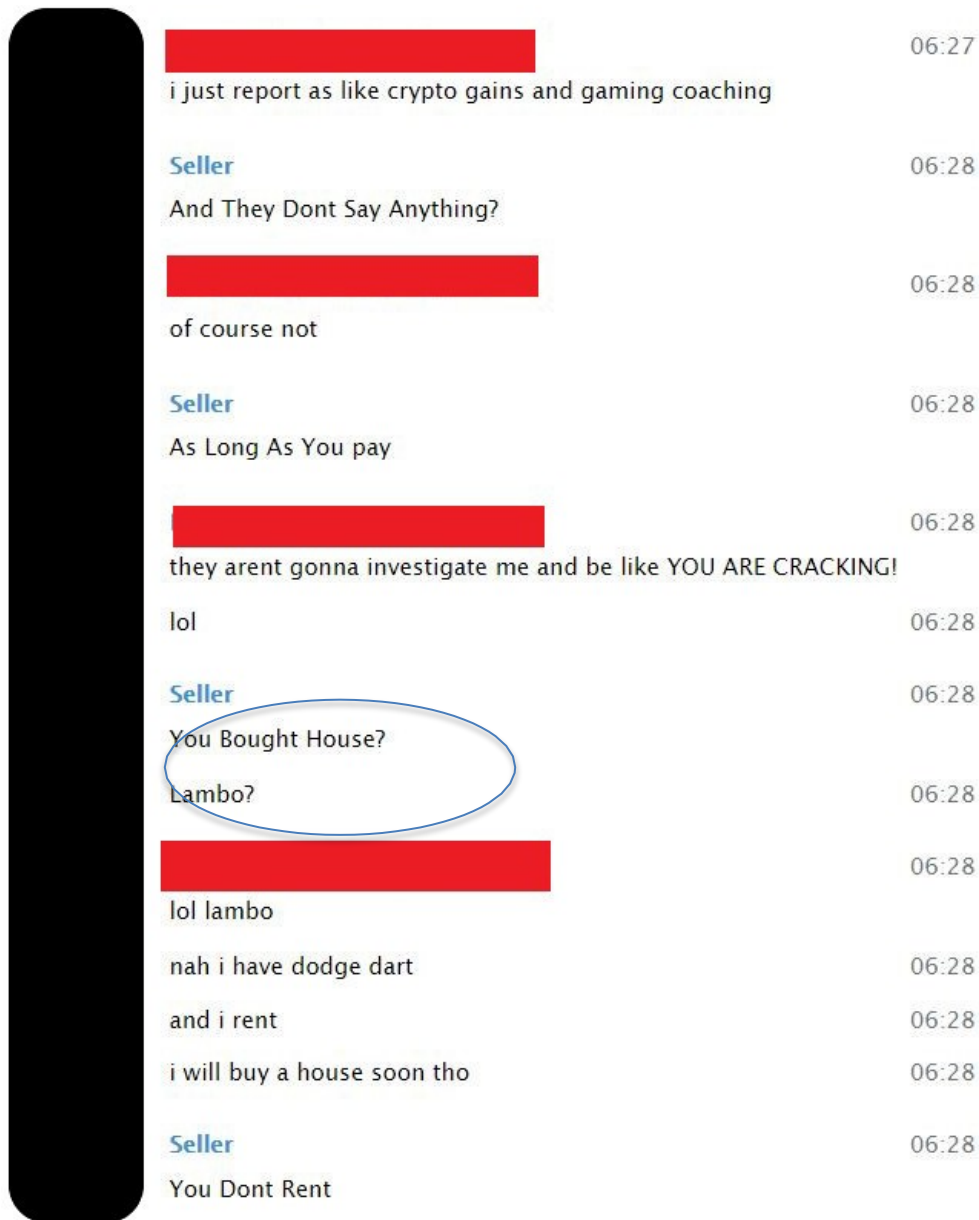 06:27
i just report as like crypto gains and gaming coaching
Seller 06:28
And They Dont Say Anything?
06:28
of course not
Seller 06:28
As Long As You pay
06:28
they arent gonna investigate me and be like YOU ARE CRACKING!
lol 06:28
Seller 06:28
You Bought House?
Lambo? 06:28
06:28
lol lambo
nah i have dodge dart 06:28
and i rent 06:28
i will buy a house soon tho 06:28
Seller 06:28
You Dont Rent